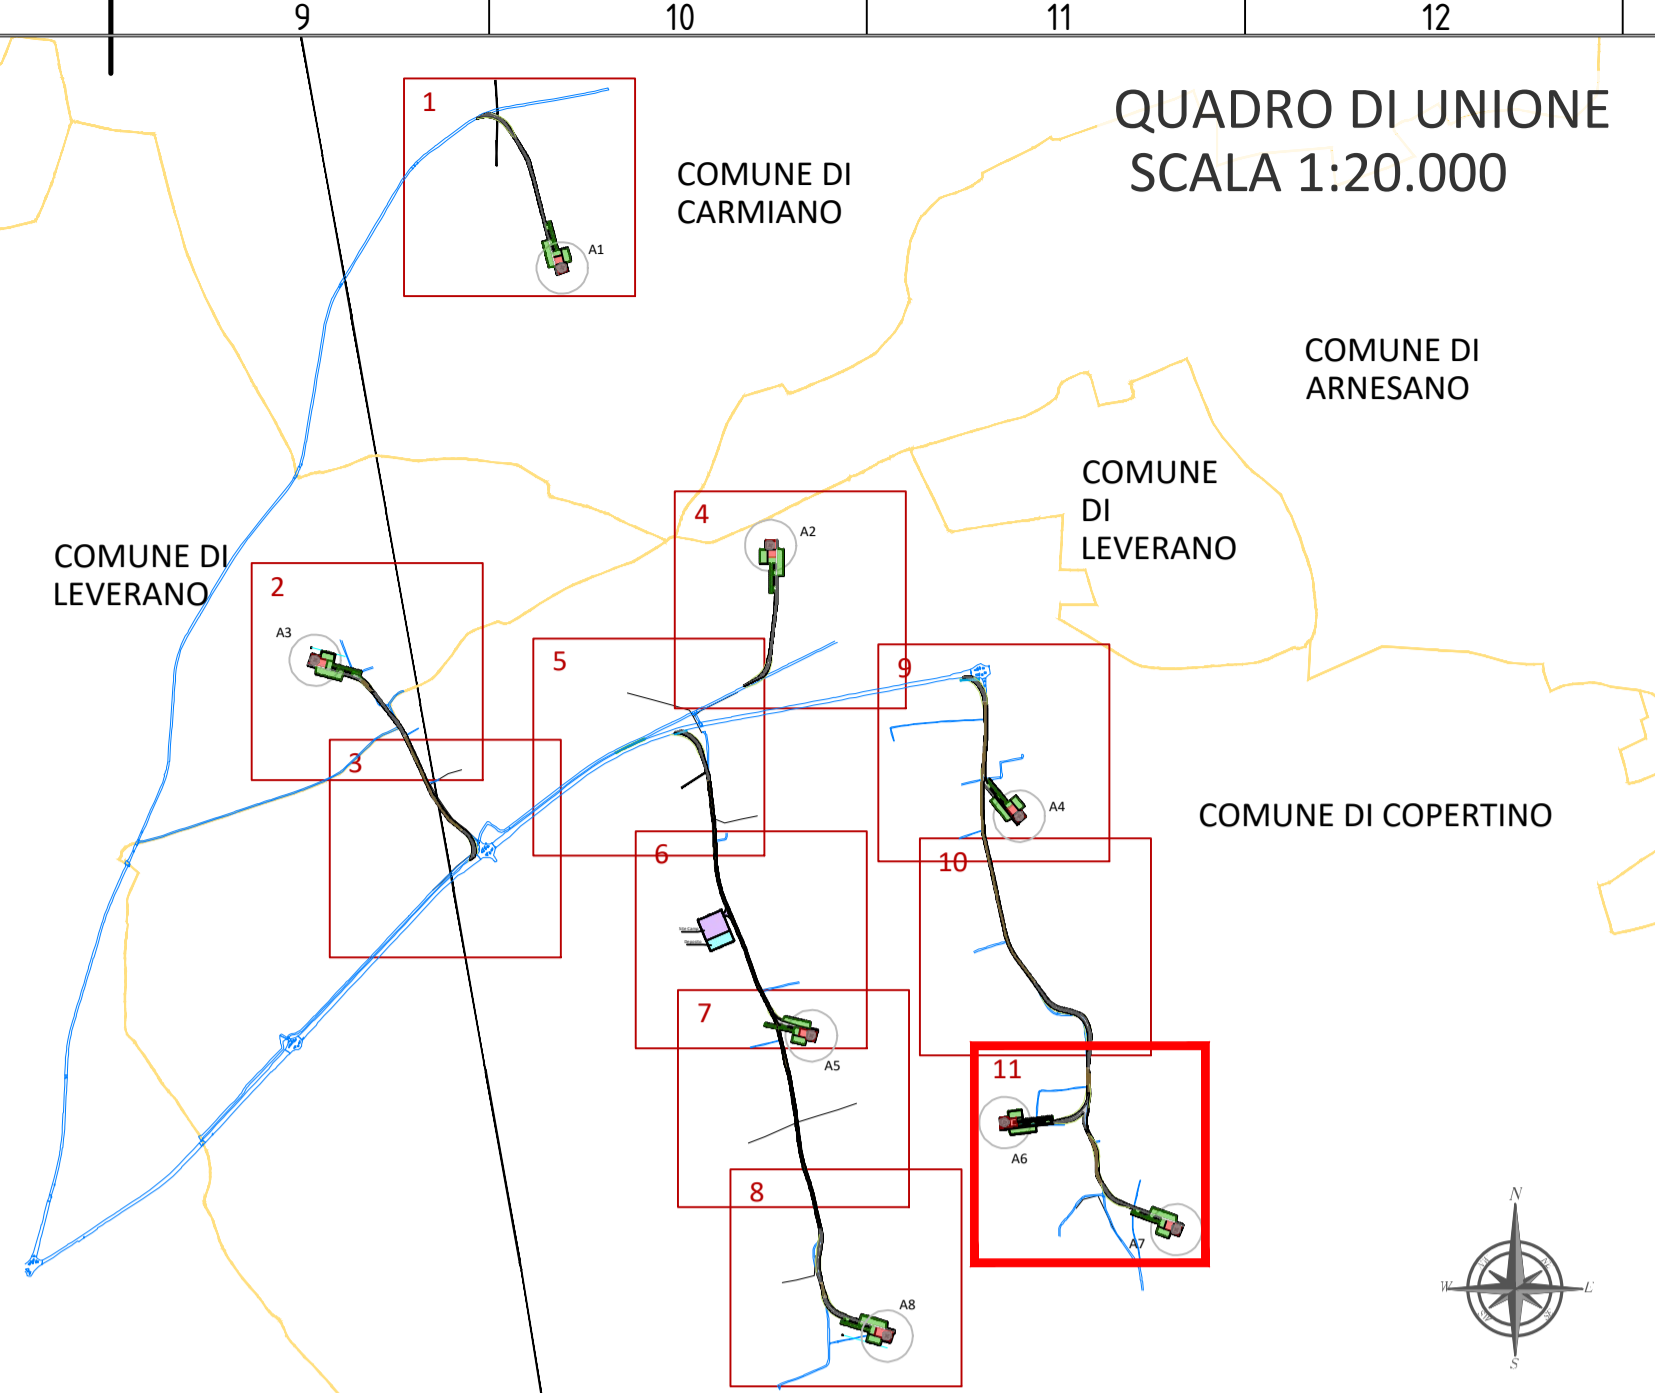 9 10 11 12
QUADRO DI UNIONE
SCALA 1:20.000
1
COMUNE DI
CARMIANO
A1
COMUNE DI
ARNESANO
COMUNE
DI
LEVERANO
4
A2
COMUNE DI
LEVERANO
2
A3
5
9
3
A4
COMUNE DI COPERTINO
6
10
7
A5
11
A6
8
A7
A8
N
W
E
S